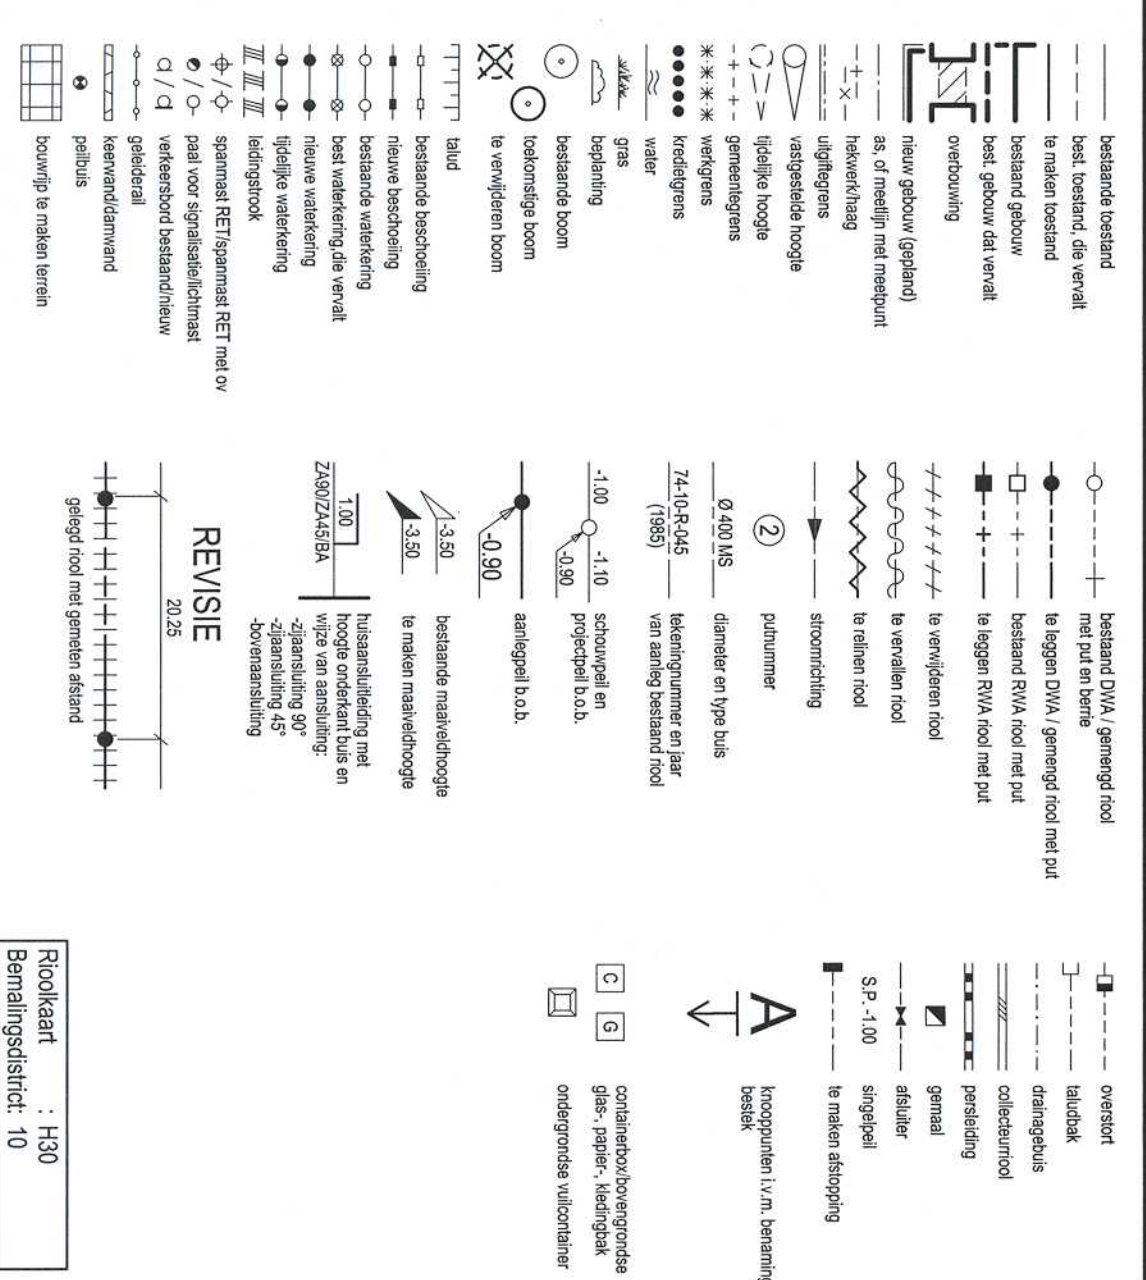 bestaande toestand
best. toestand, die vervalt
te maken toestand
bestaand gebouw
best. gebouw dat vervalt
overbouwing
nieuw gebouw (gepland)
as, of meetlijn met meetpunt
hekwerk/haag
uitgiftegrens
vastgestelde hoogte
tijdelijke hoogte
gemeentegrens
werkgrens
kredietgrens
water
gras
beplanting
bestaande boom
toekomstige boom
te verwijderen boom
talud
bestaande beschoeiing
nieuwe beschoeiing
bestaande waterkering
best waterkering,die vervalt
nieuwe waterkering
tijdelijke waterkering
leidingstrook
spanmast RET/spanmast RET met ov
paal voor signalisatie/lichtmast
verkeersbord bestaand/nieuw
geleiderail
keerwand/damwand
peilbuis
bouwrijp te maken terrein
bestaand DWA / gemengd riool
met put en berrie
te leggen DWA / gemengd riool met put
bestaand RWA riool met put
te leggen RWA riool met put
te verwijderen riool
te vervallen riool
te relinen riool
stroomrichting
2 putnummer
Ø 400 MS diameter en type buis
74-10-R-045 tekeningnummer en jaar
(1985) van aanleg bestaand riool
-1.00 -1.10 schouwpeil en
-0.90 projectpeil b.o.b.
-0.90 aanlegpeil b.o.b.
-3.50 bestaande maaiveldhoogte
-3.50 te maken maaiveldhoogte
1.00 huisaansluitleiding met
ZA90/ZA45/BA hoogte onderkant buis en
wijze van aansluiting:
-zijaansluiting 90°
-zijaansluiting 45°
-bovenaansluiting
REVISIE
20.25
gelegd riool met gemeten afstand
overstort
taludbak
drainagebuis
collecteurriool
persleiding
gemaal
afsluiter
S.P. -1.00 singelpeil
te maken afstopping
A knooppunten i.v.m. benaming
bestek
C G containerbox/bovengrondse
glas-, papier-, kledingbak
ondergrondse vuilcontainer
Rioolkaart : H30
Bemalingsdistrict: 10